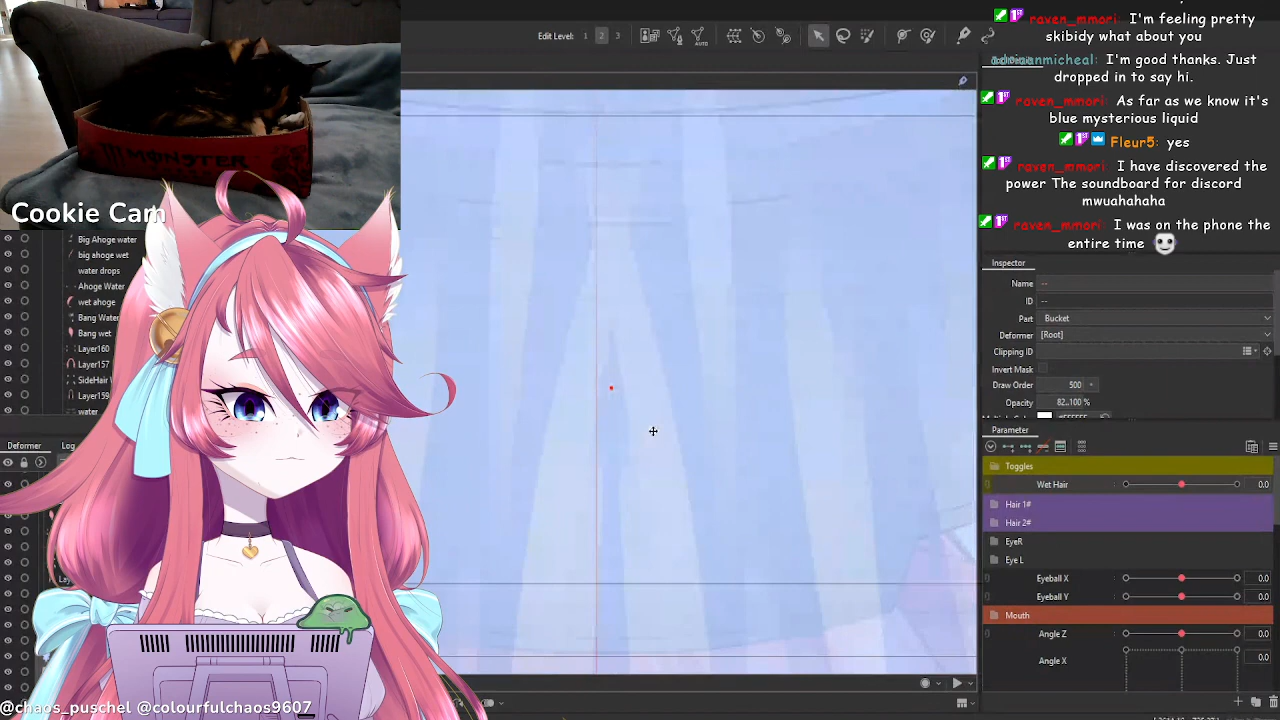 Edit Level: 1 2 3
AUTO
raven_mmori: I'm feeling pretty
skibidy what about you
adrinanmicheal: I'm good thanks. Just
dropped in to say hi.
raven_mmori: As far as we know it's
blue mysterious liquid
Fleur5: yes
raven_mmori: I have discovered the
power The soundboard for discord
mwuahahaha
raven_mmori: I was on the phone the
entire time
MONSTER
Cookie Cam
Big Ahoge water
big ahoge wet
water drops
Ahoge Water
wet ahoge
Bang Water
Bang wet
Layer160
Layer157
SideHair
Layer159
water
Deformer Log
Inspector
Name --
ID --
Part Bucket
Deformer [Root]
Clipping ID
Invert Mask
Draw Order 500
Opacity 82..100 %
Parameter
Toggles
Wet Hair 0.0
Hair 1#
Hair 2#
EyeR
Eye L
Eyeball X 0.0
Eyeball Y 0.0
Mouth
Angle Z 0.0
Angle X 0.0
@chaos_puschel @colourfulchaos9607